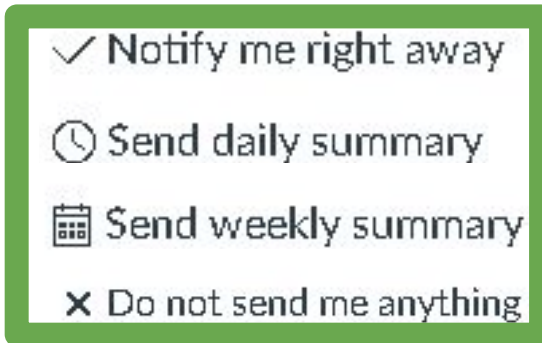 Notify me right away
Send daily summary
Send weekly summary
Do not send me anything